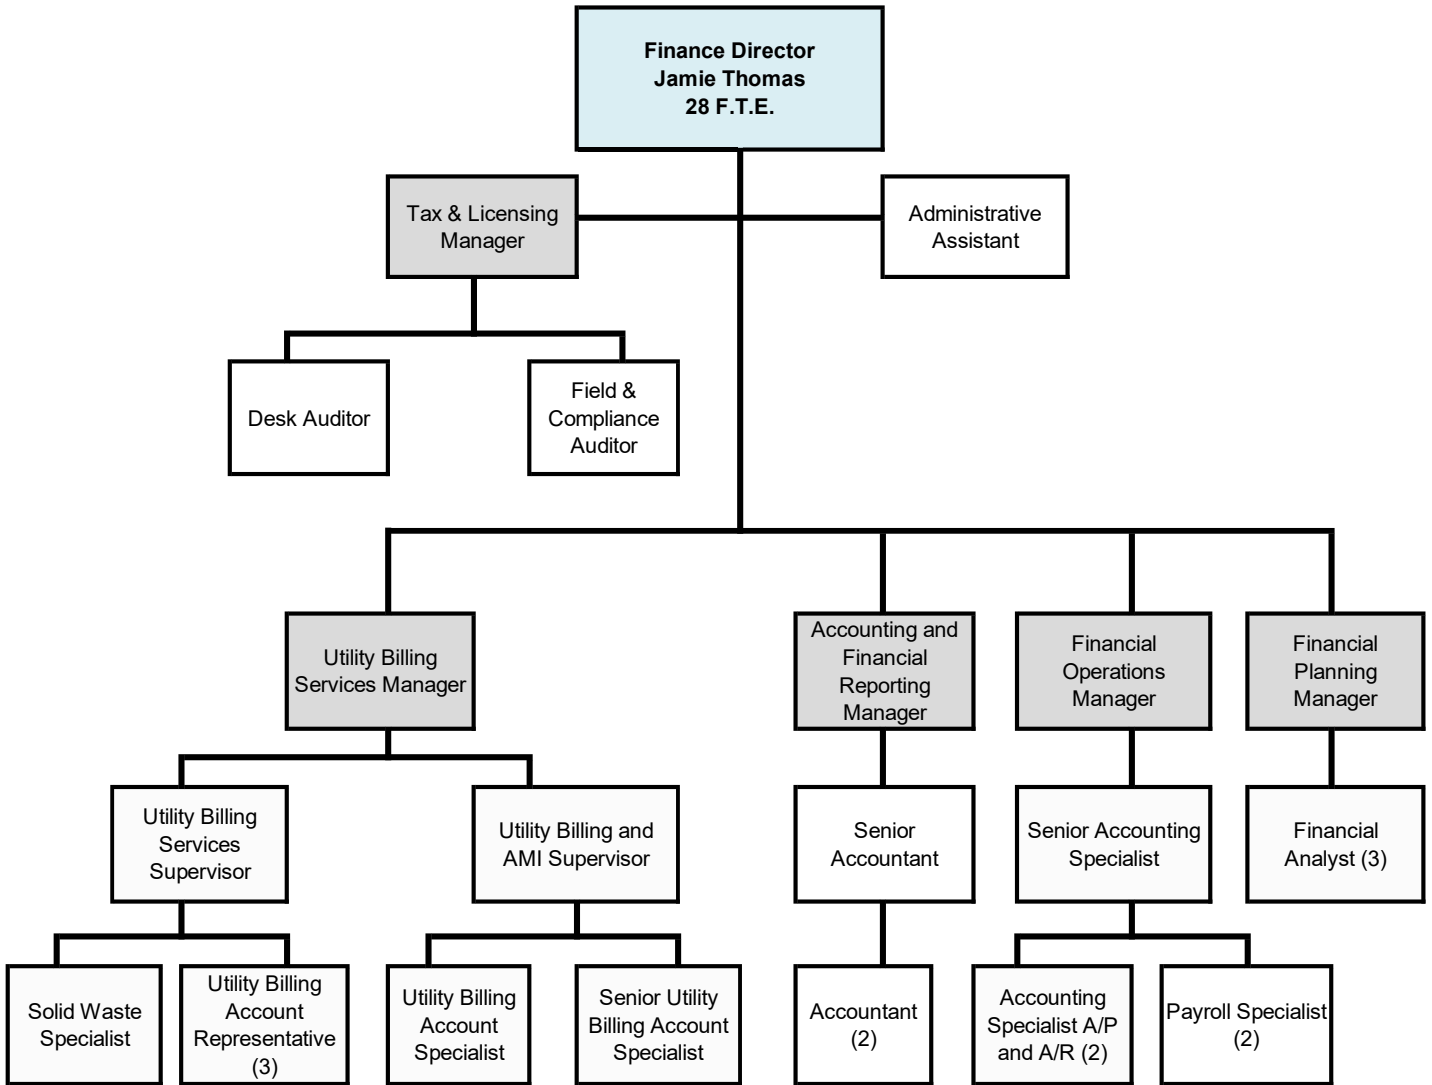 Finance Director
Jamie Thomas
28 F.T.E.
Tax & Licensing
Manager
Administrative
Assistant
Desk Auditor
Field &
Compliance
Auditor
Utility Billing
Services Manager
Accounting and
Financial
Reporting
Manager
Financial
Operations
Manager
Financial
Planning
Manager
Utility Billing
Services
Supervisor
Utility Billing and
AMI Supervisor
Senior
Accountant
Senior Accounting
Specialist
Financial
Analyst (3)
Solid Waste
Specialist
Utility Billing
Account
Representative
(3)
Utility Billing
Account
Specialist
Senior Utility
Billing Account
Specialist
Accountant
(2)
Accounting
Specialist A/P
and A/R (2)
Payroll Specialist
(2)